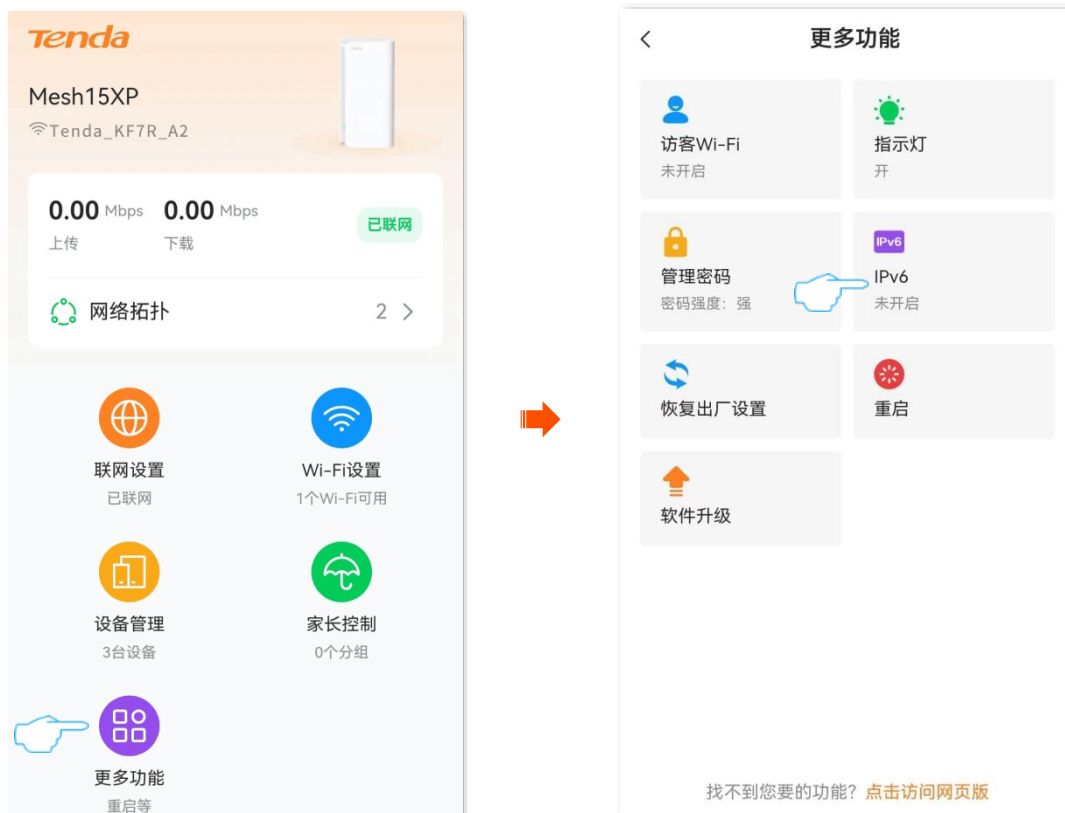 Tenda
Mesh15XP
Tenda_KF7R_A2
0.00 Mbps 0.00 Mbps
上传 下载
已联网
网络拓扑 2
联网设置 Wi-Fi设置
已联网 1个Wi-Fi可用
设备管理 家长控制
3台设备 0个分组
更多功能
重启等
更多功能
访客Wi-Fi 指示灯
未开启 开
IPv6
管理密码 IPv6
密码强度：强 未开启
恢复出厂设置 重启
软件升级
找不到您要的功能？点击访问网页版